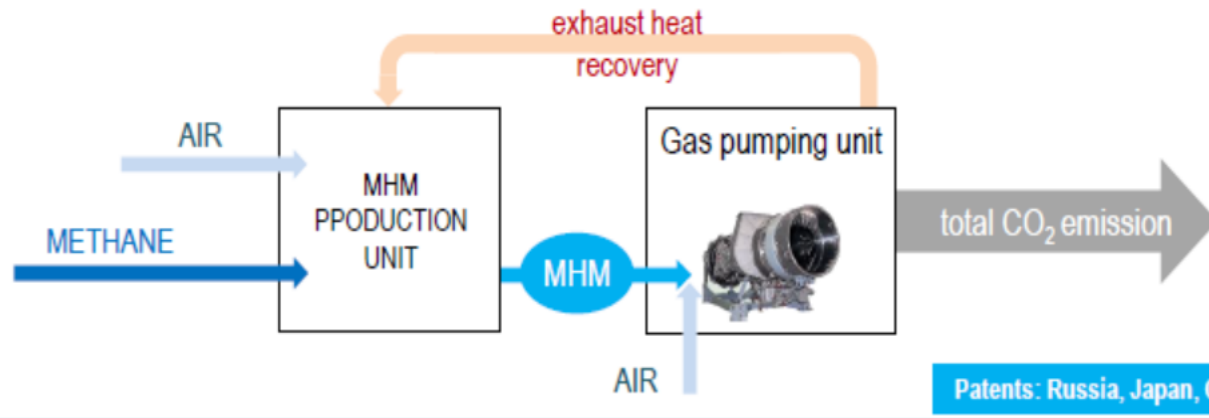 exhaust heat
recovery
AIR
METHANE
MHM
PPODUCTION
UNIT
MHM
Gas pumping unit
AIR
total CO₂ emission
Patents: Russia, Japan,